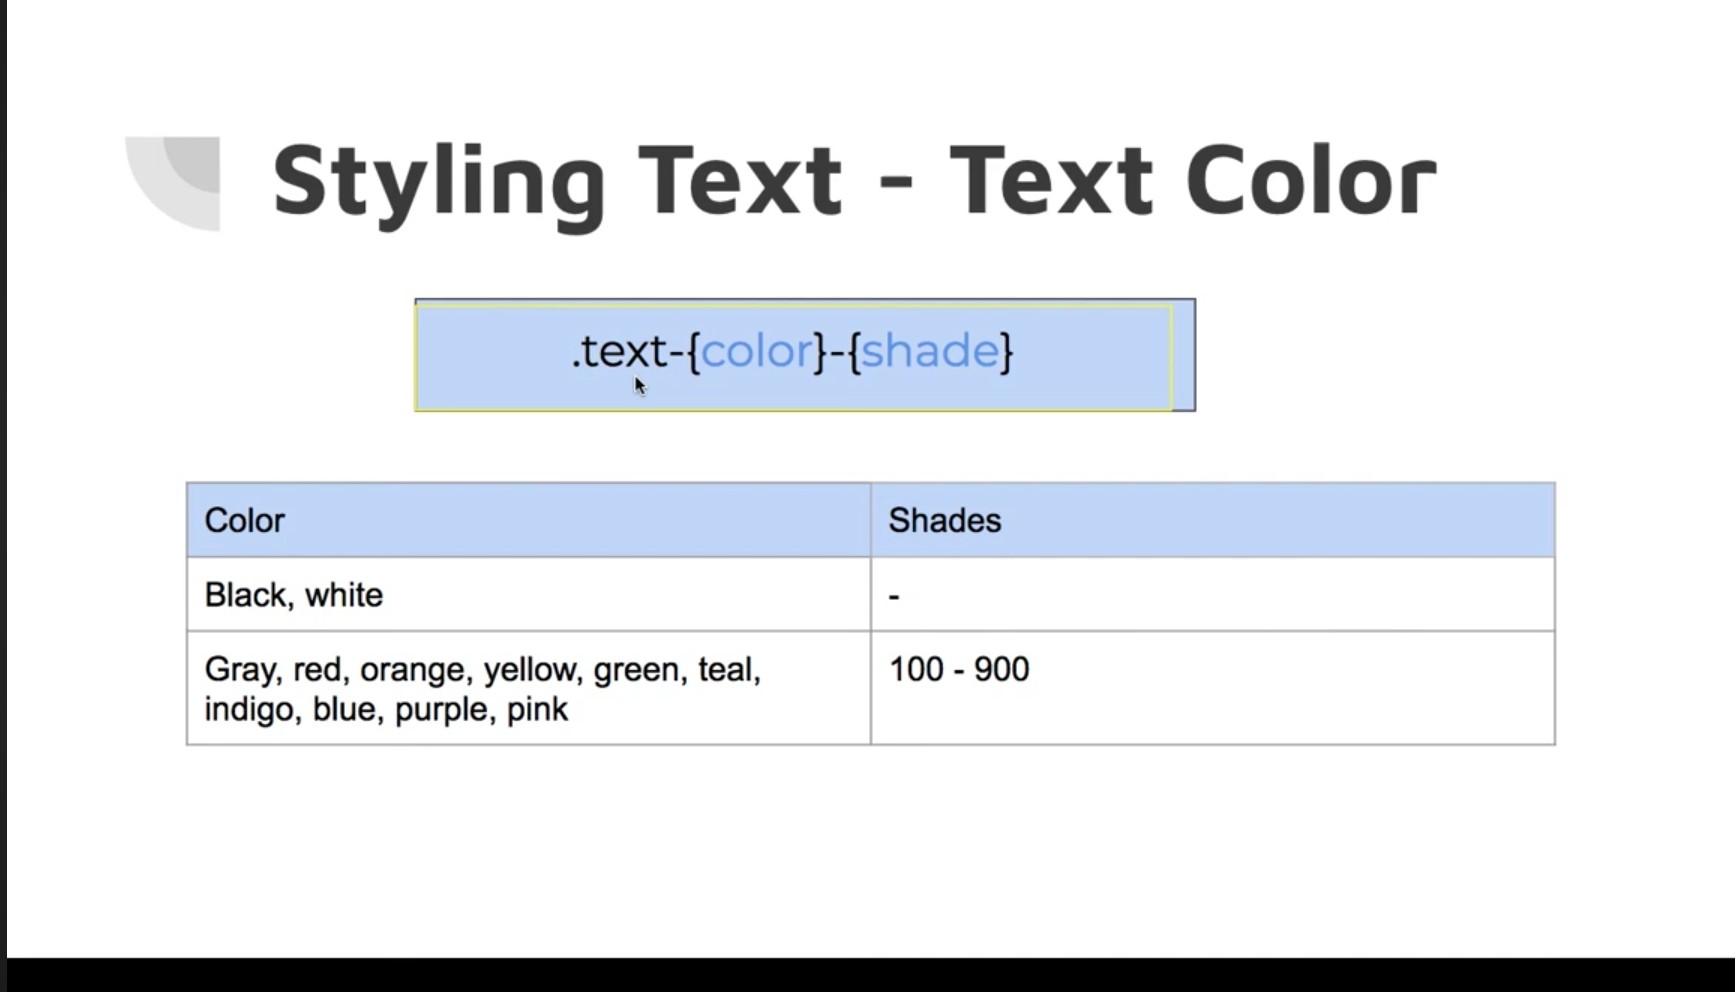 Styling Text - Text Color
.text-{color}-{shade}
Color
Shades
Black, white
-
Gray, red, orange, yellow, green, teal,
indigo, blue, purple, pink
100 - 900